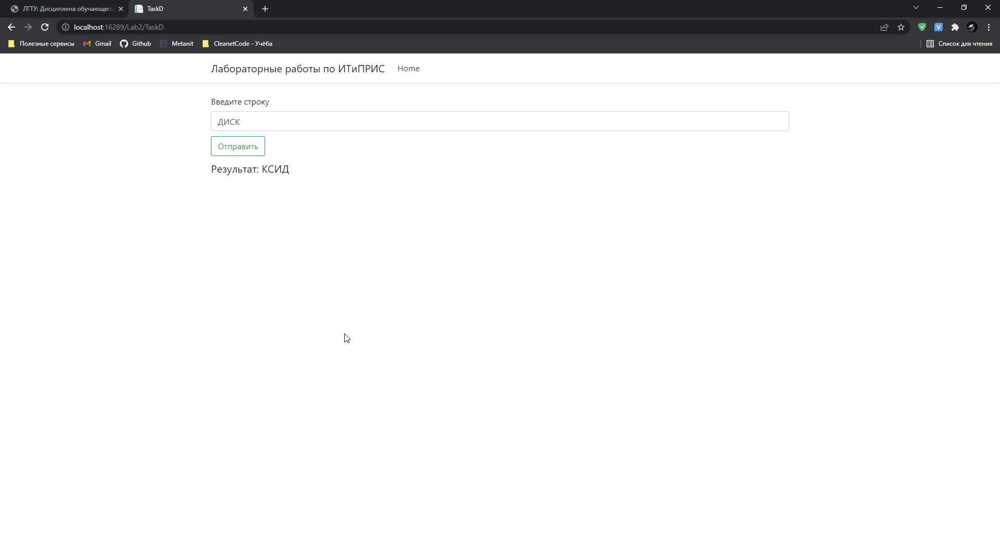 ЛГТУ: Дисциплина обучающего
TaskD
localhost:16289/Lab2/TaskD
Полезные сервисы
Gmail
Github
Metanit
CleanetCode - Учёба
Список для чтения
Лабораторные работы по ИТиПРИС
Home
Введите строку
ДИСК
Отправить
Результат: КСИД